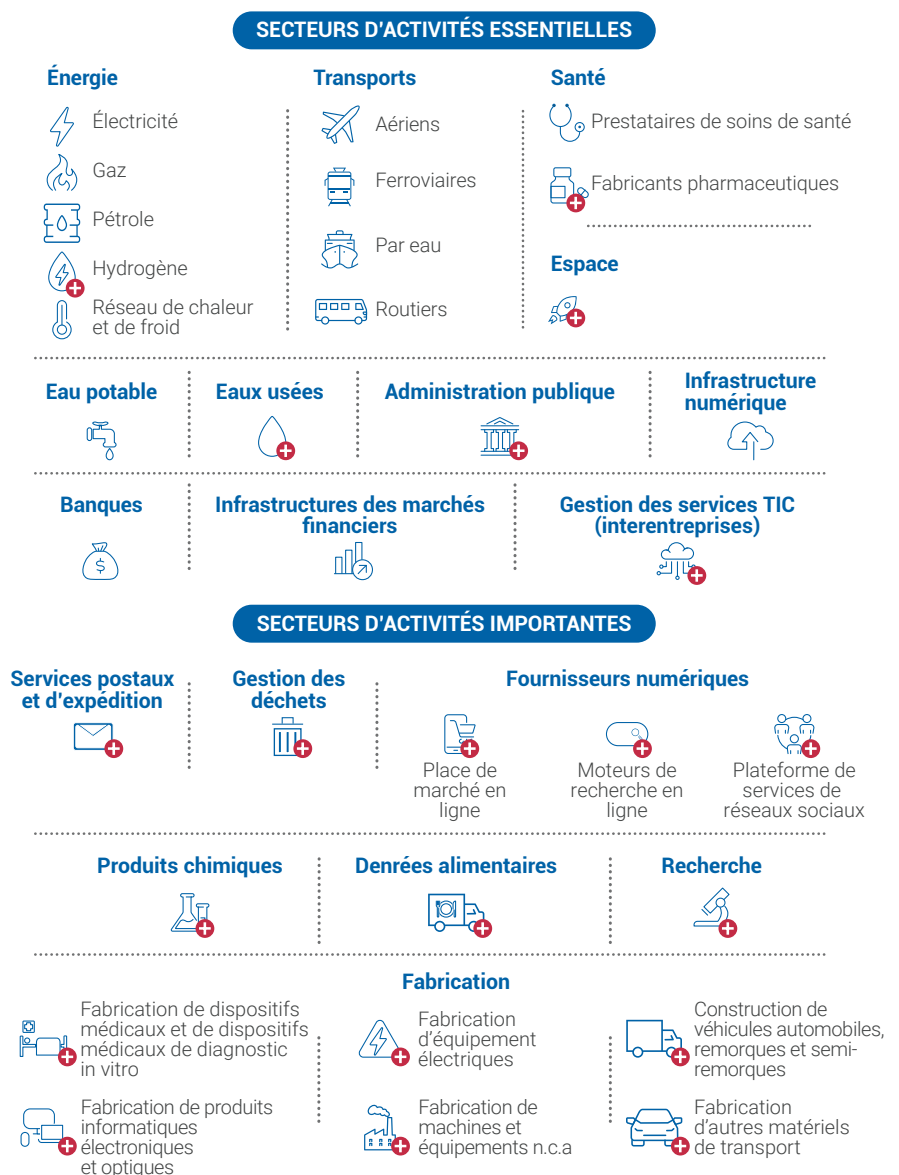 SECTEURS D'ACTIVITÉS ESSENTIELLES
Énergie
Électricité
Gaz
Pétrole
Hydrogène
Réseau de chaleur
et de froid
Transports
Aériens
Ferroviaires
Par eau
Routiers
Santé
Prestataires de soins de santé
Fabricants pharmaceutiques
Espace
Eau potable
Eaux usées
Administration publique
Infrastructure
numérique
Banques
$
Infrastructures des marchés
financiers
Gestion des services TIC
(interentreprises)
SECTEURS D'ACTIVITÉS IMPORTANTES
Services postaux
et d'expédition
Gestion des
déchets
Fournisseurs numériques
Place de
marché en
ligne
Moteurs de
recherche en
ligne
Plateforme de
services de
réseaux sociaux
Produits chimiques
Denrées alimentaires
Recherche
Fabrication
Fabrication de dispositifs
médicaux et de dispositifs
médicaux de diagnostic
in vitro
Fabrication
d'équipement
électriques
Construction de
véhicules automobiles,
remorques et semi-
remorques
Fabrication de produits
informatiques
électroniques
et optiques
Fabrication de
machines et
équipements n.c.a
Fabrication
d'autres matériels
de transport